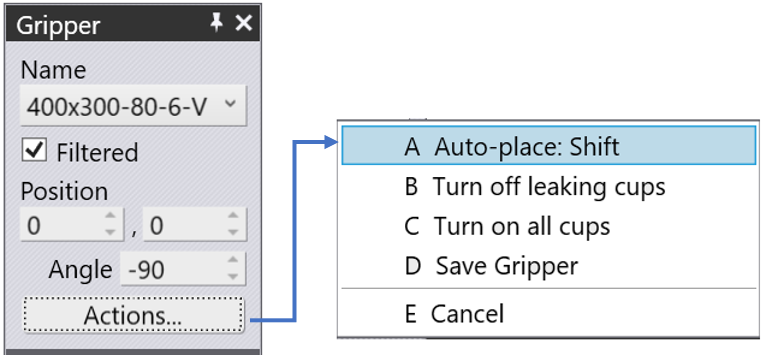 Gripper
Name
400x300-80-6-V
Filtered
Position
0 , 0
Angle -90
Actions...
A Auto-place: Shift
B Turn off leaking cups
C Turn on all cups
D Save Gripper
E Cancel